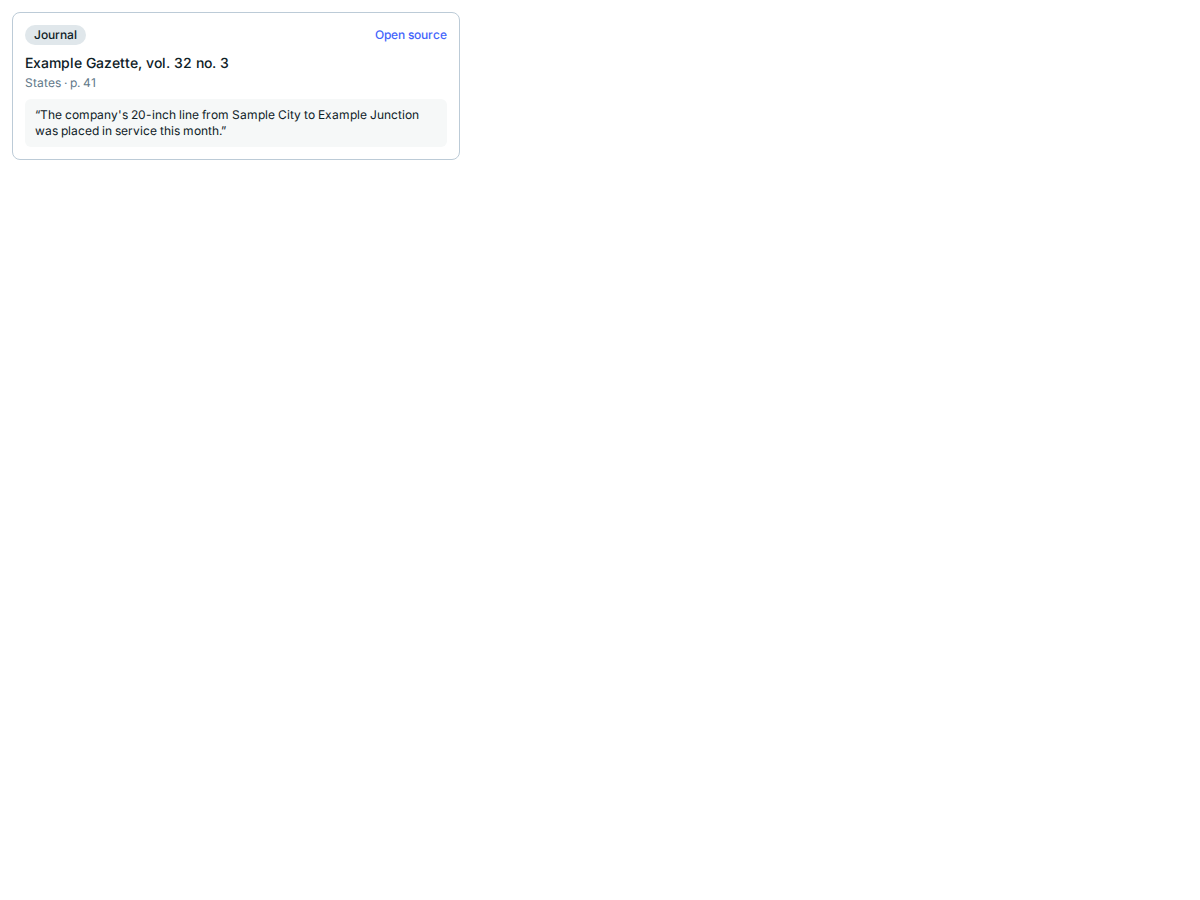 Journal
Open source
Example Gazette, vol. 32 no. 3
States · p. 41
“The company's 20-inch line from Sample City to Example Junction
was placed in service this month.”